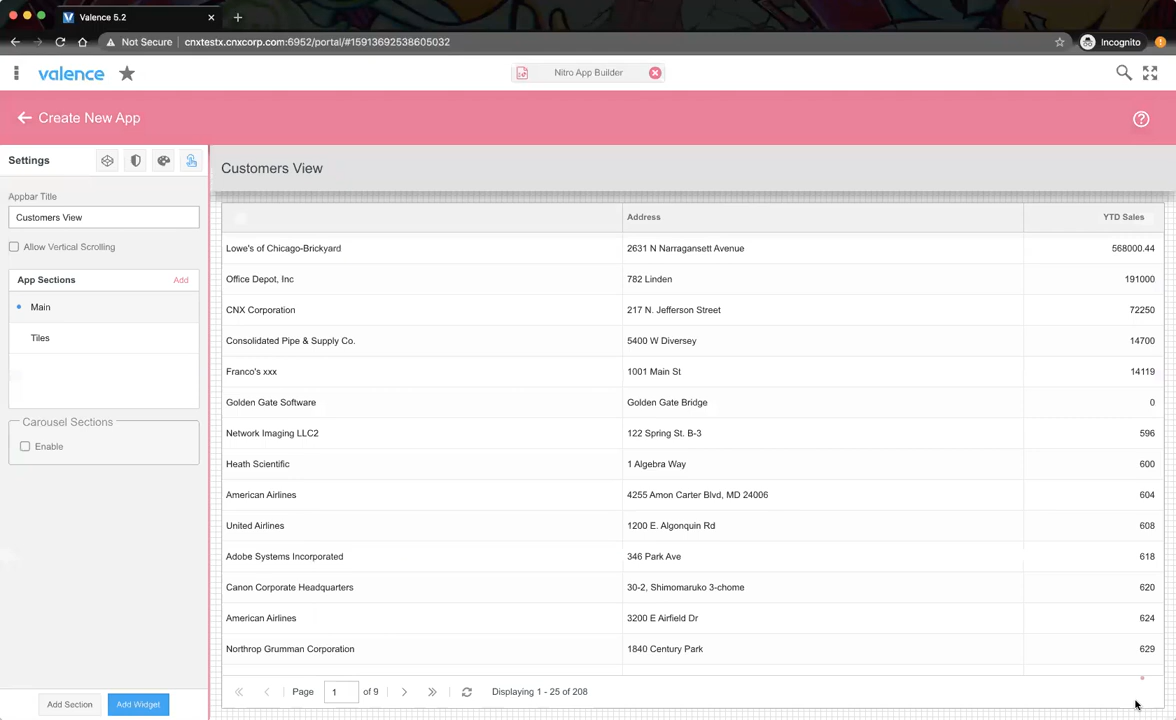 Valence 5.2
Not Secure cnxtestx.cnxcorp.com:6952/portal/#15913692538605032 Incognito
valence Nitro App Builder
Create New App
Settings
Appbar Title
Customers View
Allow Vertical Scrolling
App Sections Add
Main
Tiles
Carousel Sections
Enable
Add Section Add Widget
Customers View
Address YTD Sales
Lowe's of Chicago-Brickyard 2631 N Narragansett Avenue 568000.44
Office Depot, Inc 782 Linden 191000
CNX Corporation 217 N. Jefferson Street 72250
Consolidated Pipe & Supply Co. 5400 W Diversey 14700
Franco's xxx 1001 Main St 14119
Golden Gate Software Golden Gate Bridge 0
Network Imaging LLC2 122 Spring St. B-3 596
Heath Scientific 1 Algebra Way 600
American Airlines 4255 Amon Carter Blvd, MD 24006 604
United Airlines 1200 E. Algonquin Rd 608
Adobe Systems Incorporated 346 Park Ave 618
Canon Corporate Headquarters 30-2, Shimomaruko 3-chome 620
American Airlines 3200 E Airfield Dr 624
Northrop Grumman Corporation 1840 Century Park 629
Page 1 of 9 Displaying 1 - 25 of 208